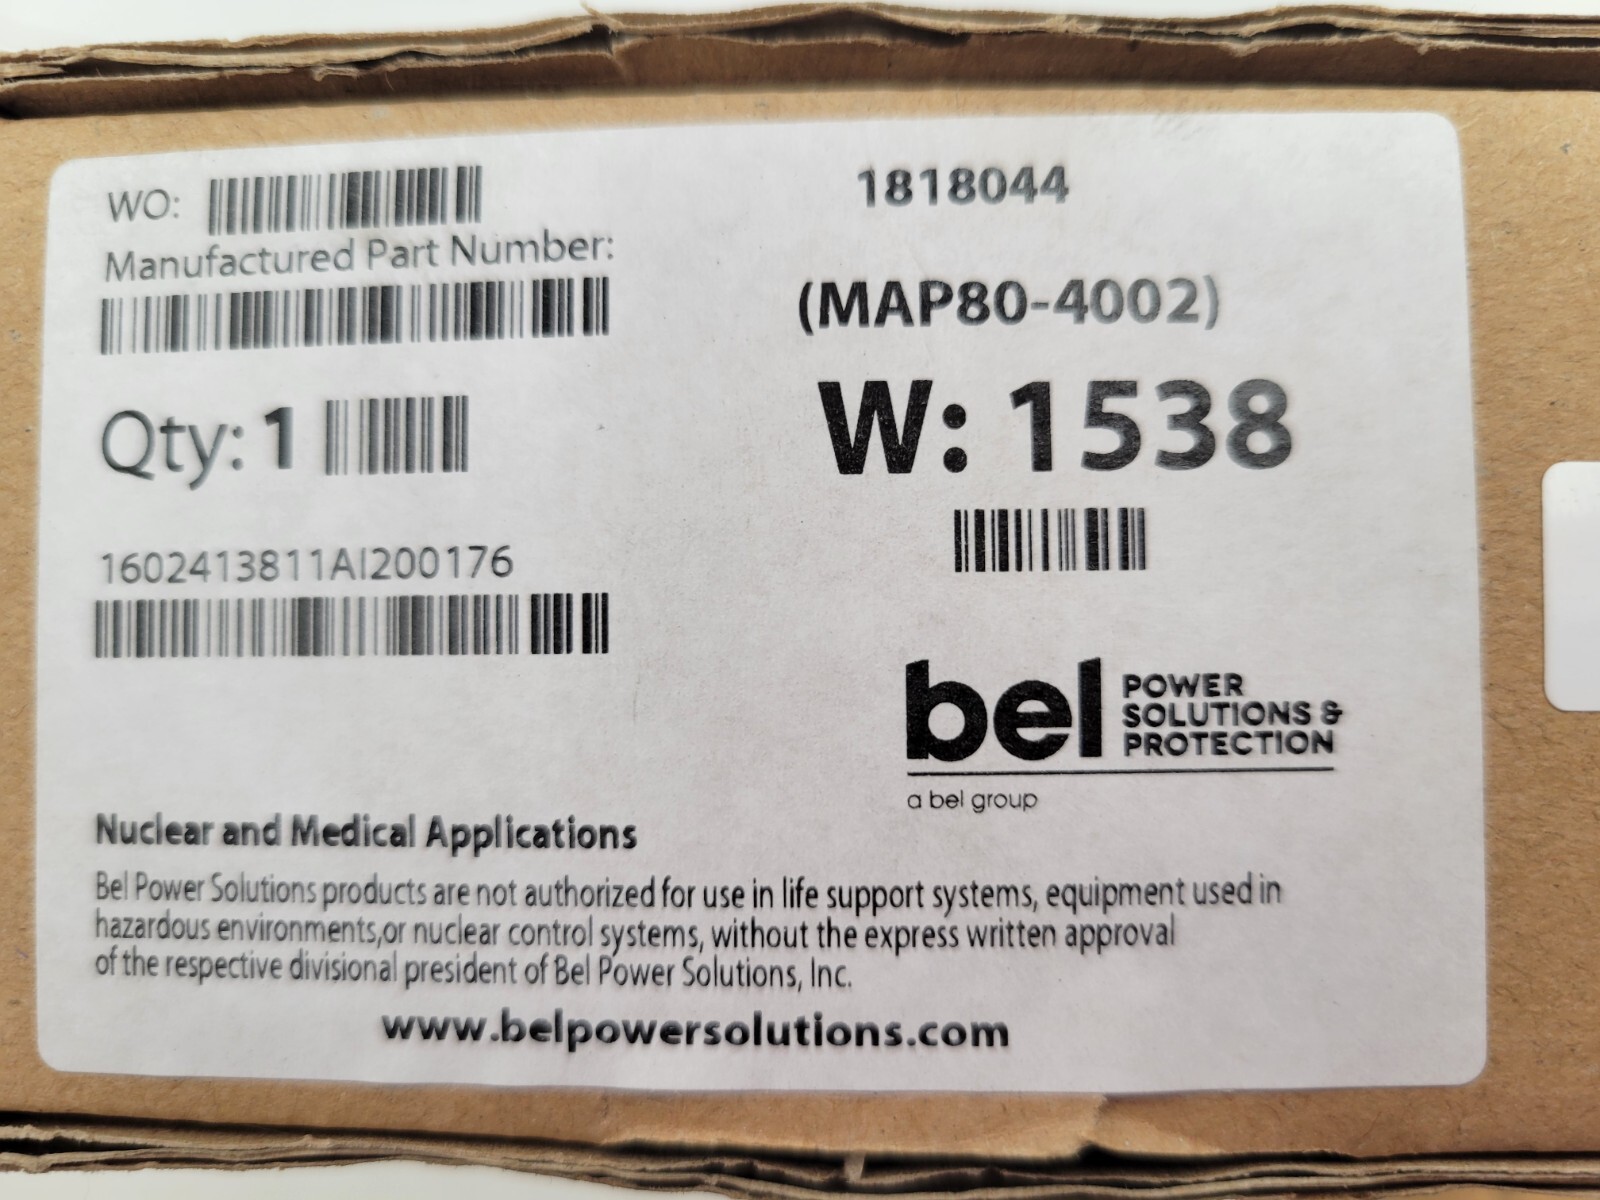 WO:
1818044
Manufactured Part Number:
(MAP80-4002)
Qty: 1
W: 1538
1602413811AI200176
bel POWER
SOLUTIONS &
PROTECTION
a bel group
Nuclear and Medical Applications
Bel Power Solutions products are not authorized for use in life support systems, equipment used in
hazardous environments,or nuclear control systems, without the express written approval
of the respective divisional president of Bel Power Solutions, Inc.
www.belpowersolutions.com